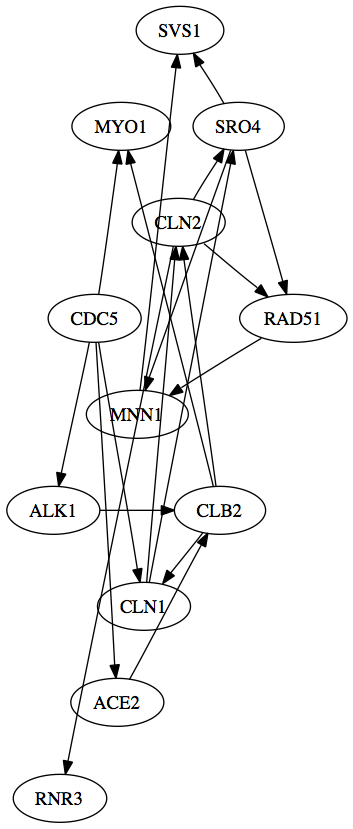 SVS1
MYO1
SRO4
CLN2
CDC5
RAD51
MNN1
ALK1
CLB2
CLN1
ACE2
RNR3